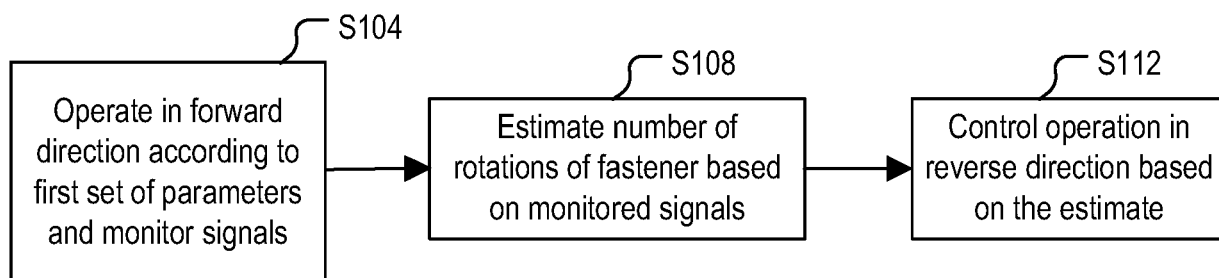 S104
Operate in forward
direction according to
first set of parameters
and monitor signals
S108
Estimate number of
rotations of fastener based
on monitored signals
S112
Control operation in
reverse direction based
on the estimate